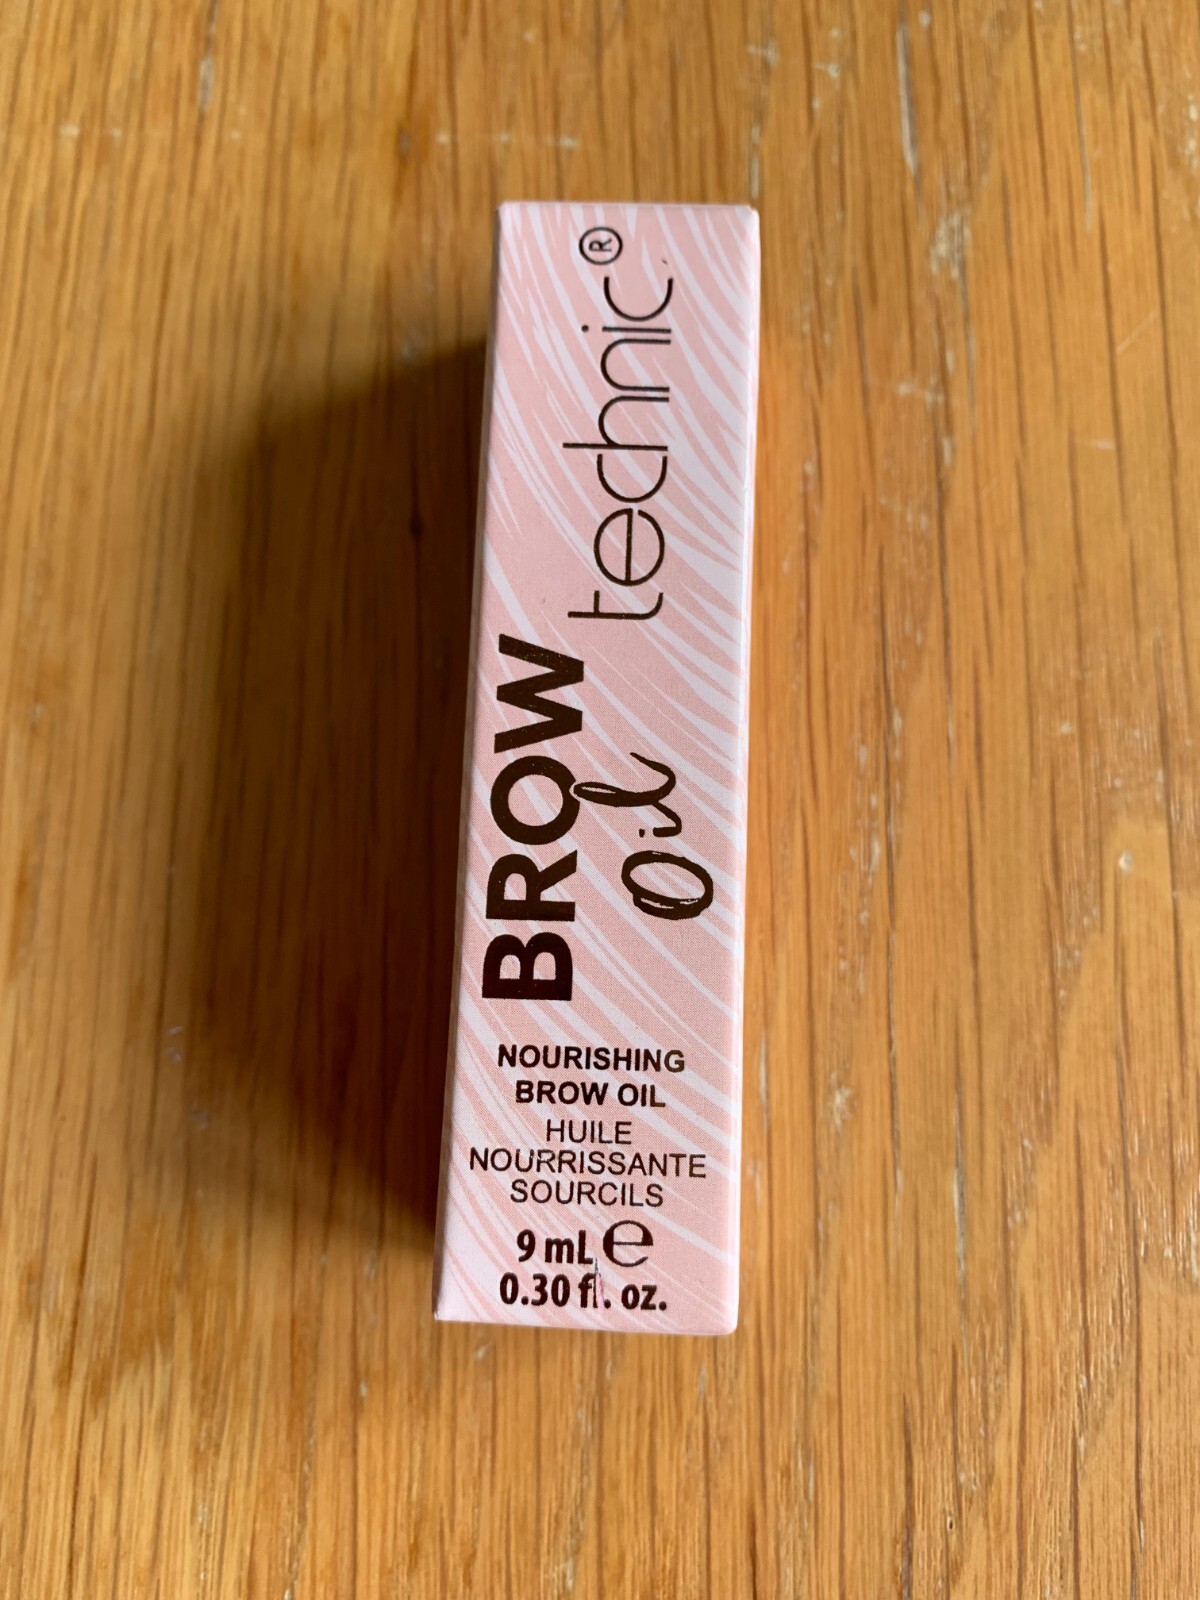 technic®
BROW
Oil
NOURISHING
BROW OIL
HUILE
NOURRISSANTE
SOURCILS
9 mL ℮
0.30 fl. oz.